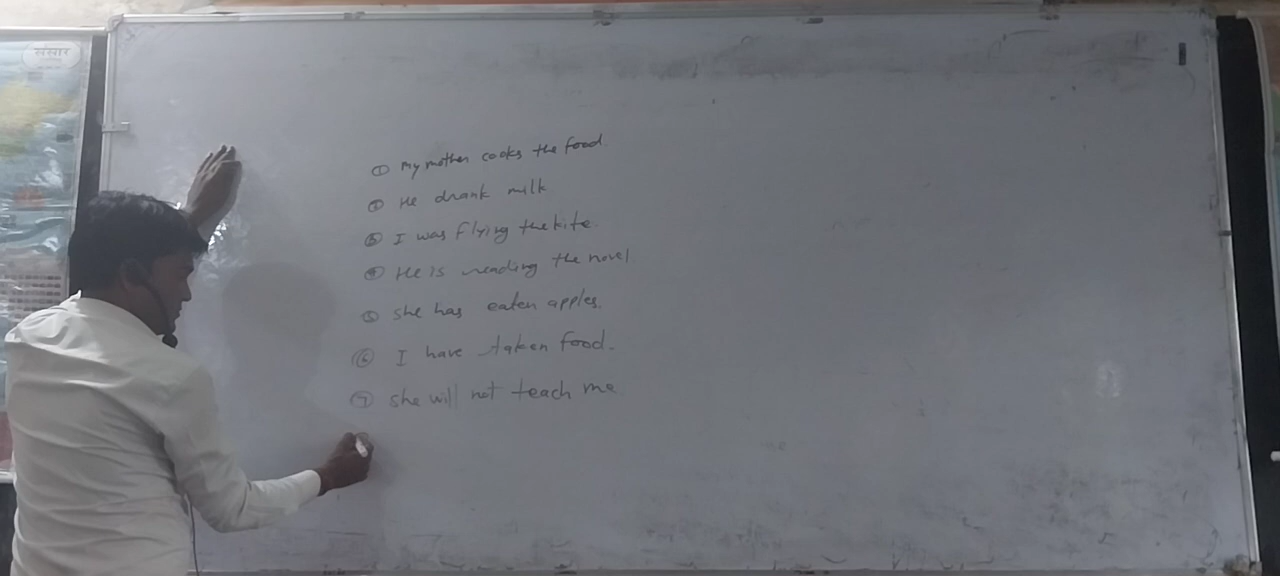 संसार
① My mother cooks the food.
② He drank milk
③ I was flying the kite.
④ He is reading the novel
⑤ she has eaten apples.
⑥ I have taken food.
⑦ she will not teach me